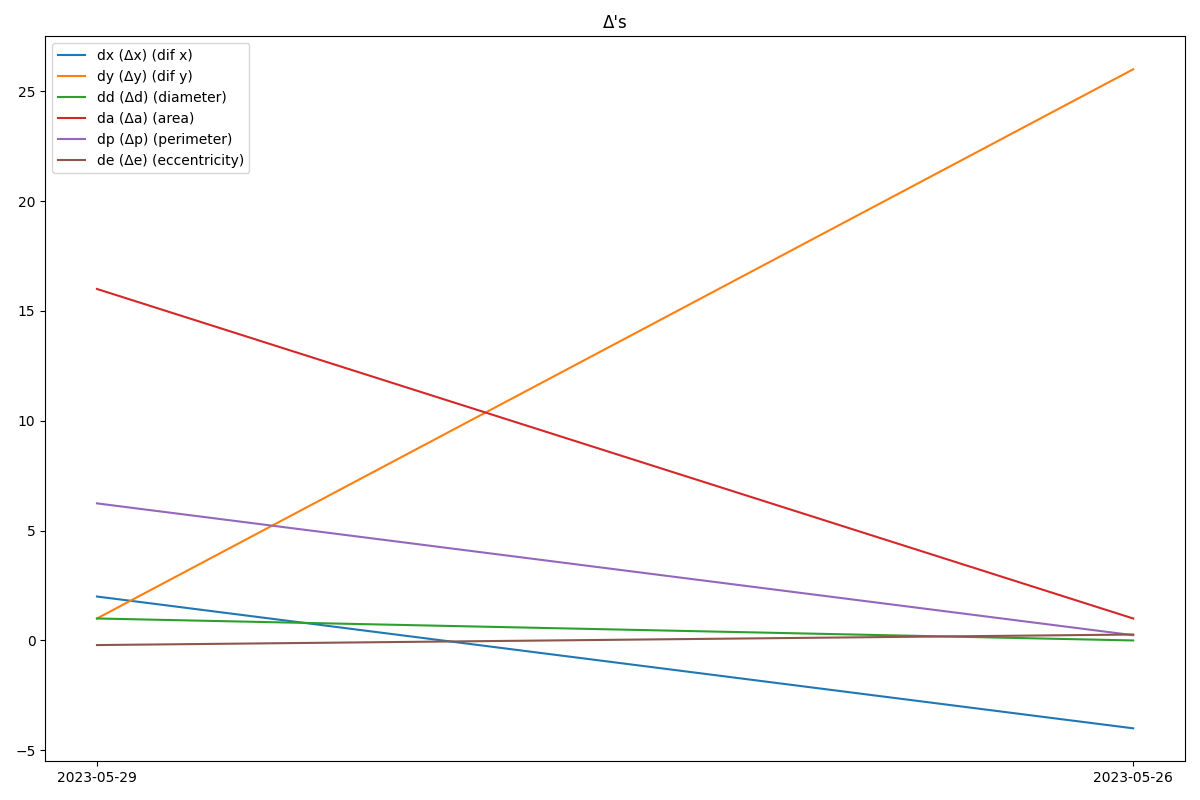 Δ's
dx (Δx) (dif x)
dy (Δy) (dif y)
dd (Δd) (diameter)
da (Δa) (area)
dp (Δp) (perimeter)
de (Δe) (eccentricity)
25
20
15
10
5
0
−5
2023-05-29 2023-05-26